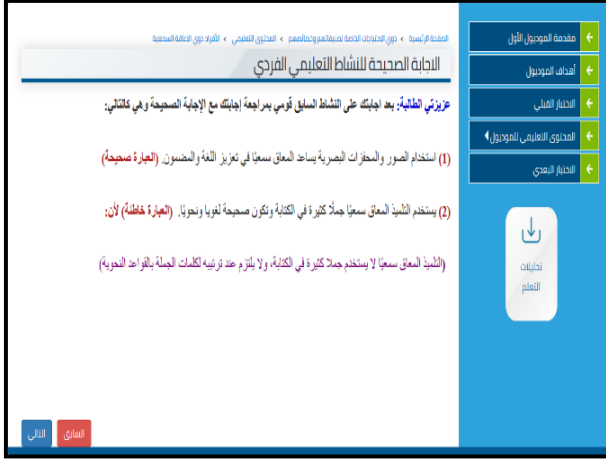 الصفحة الرئيسية > ذوي الاحتياجات الخاصة تصنيفاتهم وخصائصهم > المحتوى التعليمي > الأفراد ذوي الاعاقة السمعية
الاجابة الصحيحة للنشاط التعليمي الفردي
عزيزتي الطالبة: بعد اجابتك على النشاط السابق قومي بمراجعة إجابتك مع الإجابة الصحيحة وهي كالتالي:
(1) استخدام الصور والمحفزات البصرية يساعد المعاق سمعيًا في تعزيز اللغة والمضمون. (العبارة صحيحة)
(2) يستخدم التلميذ المعاق سمعيًا جملًا كثيرة في الكتابة وتكون صحيحة لغويا ونحويًا. (العبارة خاطئة) لأن:
(التلميذ المعاق سمعيًا لا يستخدم جملا كثيرة في الكتابة، ولا يلتزم عند ترتيبه لكلمات الجملة بالقواعد النحوية)
السابق
التالي
مقدمة الموديول الأول
أهداف الموديول
الاختبار القبلي
المحتوى التعليمي للموديول
الاختبار البعدي
تحليلات
التعلم